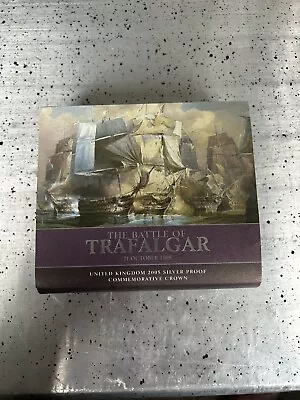 THE BATTLE OF
TRAFALGAR
21 OCTOBER 1805
UNITED KINGDOM 2005 SILVER PROOF
COMMEMORATIVE CROWN